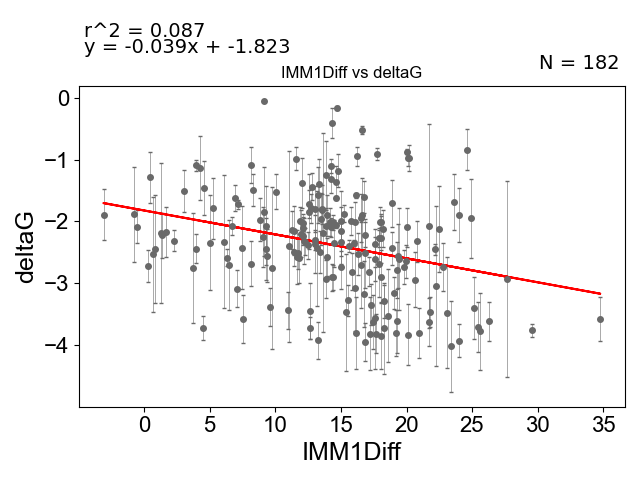 r^2 = 0.087
y = -0.039x + -1.823
N = 182
IMM1Diff vs deltaG
deltaG
0
−1
−2
−3
−4
0
5
10
15
20
25
30
35
IMM1Diff